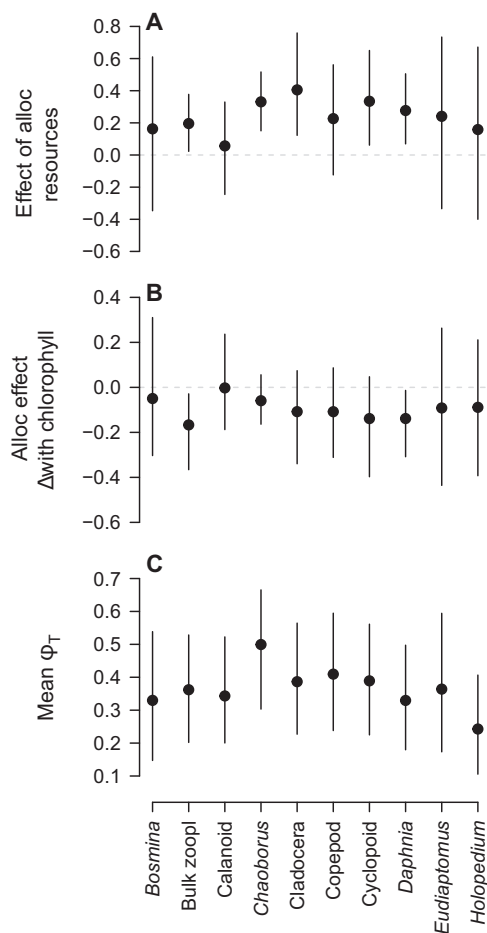 A
Effect of alloc
resources
0.8
0.6
0.4
0.2
0.0
−0.2
−0.4
−0.6
B
Alloc effect
Δwith chlorophyll
0.4
0.2
0.0
−0.2
−0.4
−0.6
C
Mean φT
0.7
0.6
0.5
0.4
0.3
0.2
0.1
Bosmina
Bulk zoopl
Calanoid
Chaoborus
Cladocera
Copepod
Cyclopoid
Daphnia
Eudiaptomus
Holopedium